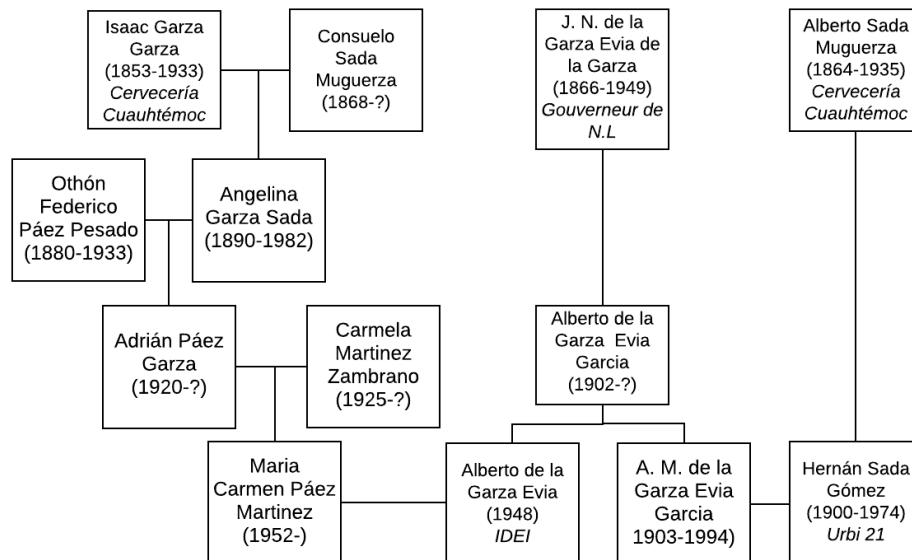 Isaac Garza
Garza
(1853-1933)
Cervecería
Cuauhtémoc
Consuelo
Sada
Muguerza
(1868-?)
J. N. de la
Garza Evia de
la Garza
(1866-1949)
Gouverneur de
N.L
Alberto Sada
Muguerza
(1864-1935)
Cervecería
Cuauhtémoc
Othón
Federico
Páez Pesado
(1880-1933)
Angelina
Garza Sada
(1890-1982)
Adrián Páez
Garza
(1920-?)
Carmela
Martinez
Zambrano
(1925-?)
Alberto de la
Garza Evia
Garcia
(1902-?)
Maria
Carmen Páez
Martinez
(1952-)
Alberto de la
Garza Evia
(1948)
IDEI
A. M. de la
Garza Evia
Garcia
1903-1994)
Hernán Sada
Gómez
(1900-1974)
Urbi 21